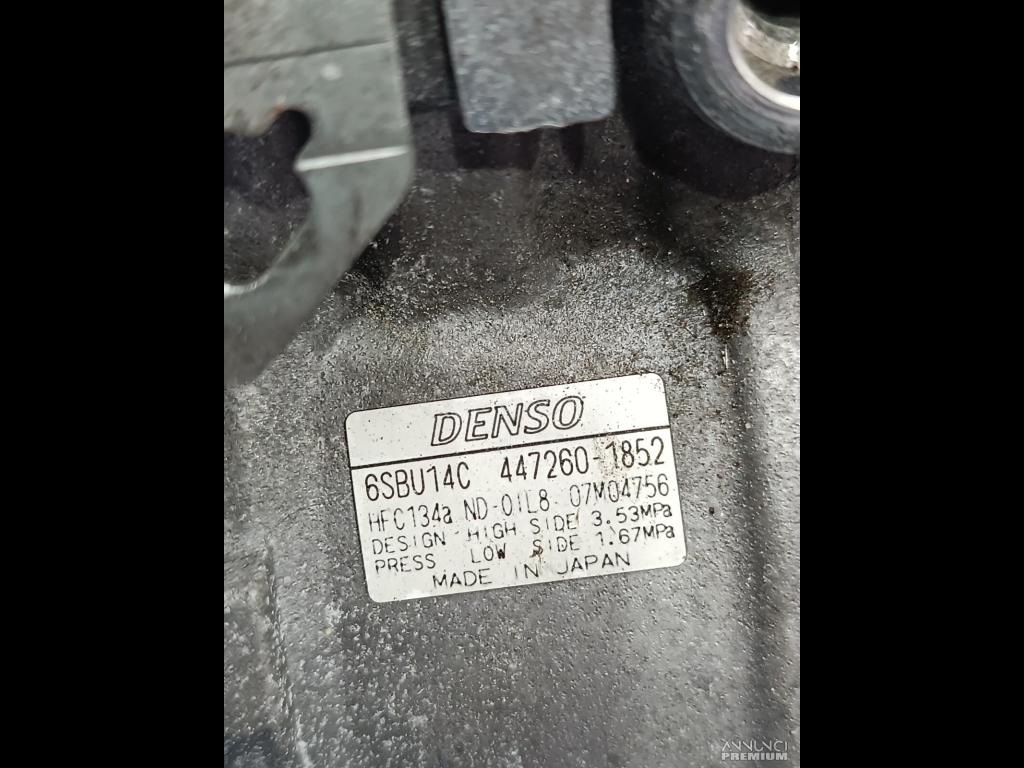 DENSO
6SBU14C 447260-1852
HFC134a ND-OIL8 07M04756
DESIGN HIGH SIDE 3.53MPa
PRESS LOW SIDE 1.67MPa
MADE IN JAPAN
ANNUNCI
PREMIUM